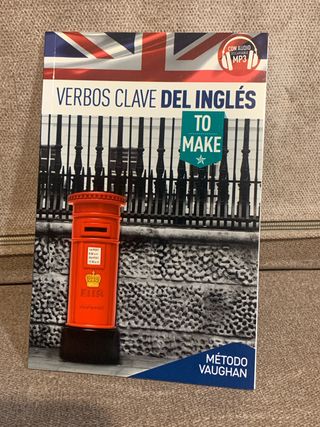 CON AUDIO
MP3
VERBOS CLAVE DEL INGLÉS
TO
MAKE
EIIR
MÉTODO
VAUGHAN